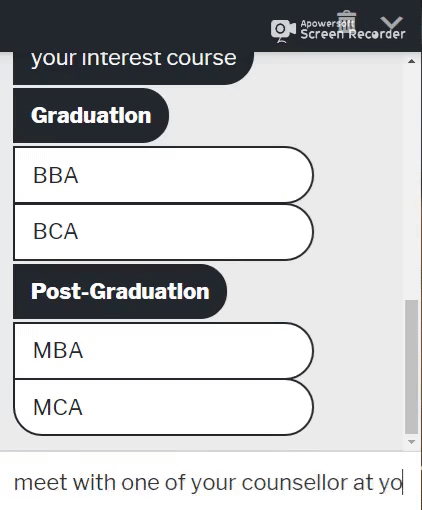 Apowersoft
Screen Recorder
your interest course
Graduation
BBA
BCA
Post-Graduation
MBA
MCA
meet with one of your counsellor at yo